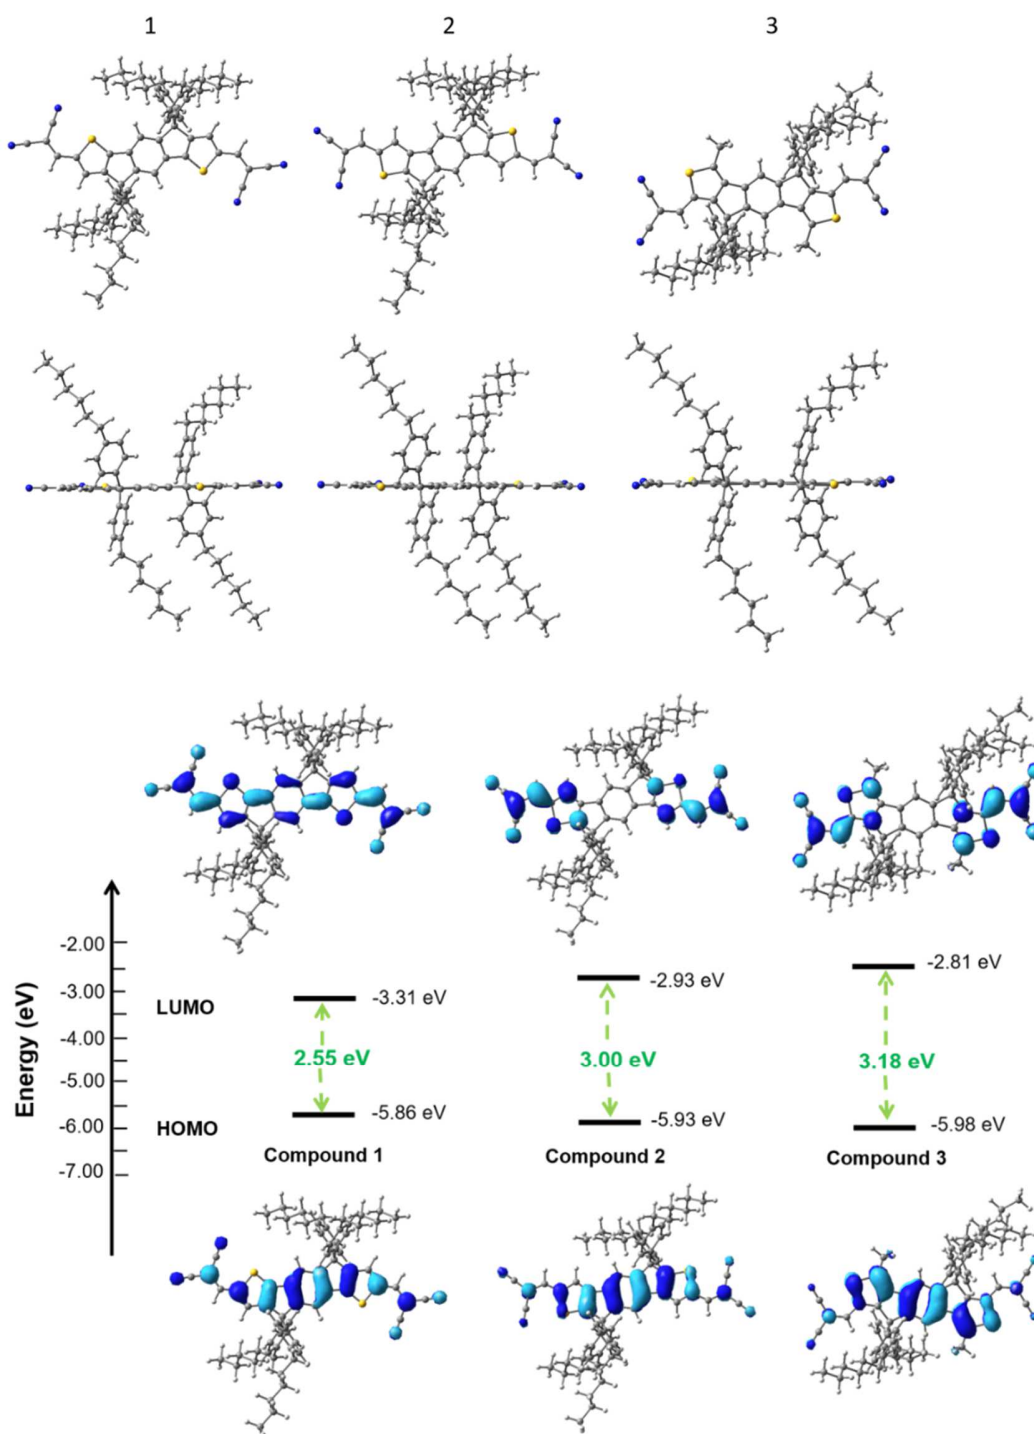 1 2 3
-2.00
-3.00
-4.00
-5.00
-6.00
-7.00
Energy (eV)
LUMO
HOMO
-3.31 eV
2.55 eV
-5.86 eV
Compound 1
-2.93 eV
3.00 eV
-5.93 eV
Compound 2
-2.81 eV
3.18 eV
-5.98 eV
Compound 3